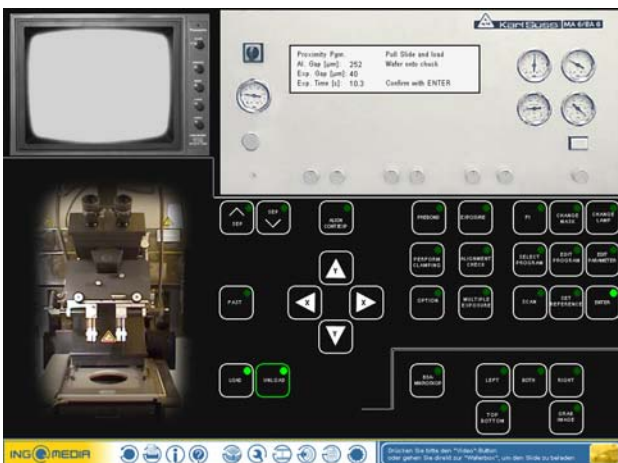 Karl Suss MA 6/BA 6
Proximity Pgm. Pull Slide and load
Al. Gap [µm]: 252 Wafer onto chuck
Exp. Gap [µm]: 40
Exp. Time [s]: 10.3 Confirm with ENTER
SEP
SEP
ALIGN CONT/EXP
PREBOND
EXPOSURE
F1
CHANGE MASK
CHANGE LAMP
PERFORM CLAMPING
ALIGNMENT CHECK
SELECT PROGRAM
EDIT PROGRAM
EDIT PARAMETER
Y
FAST
X
X
OPTION
MULTIPLE EXPOSURE
SCAN
SET REFERENCE
ENTER
Y
LOAD
UNLOAD
BSA-MICROSCOP
LEFT
BOTH
RIGHT
TOP BOTTOM
GRAB IMAGE
INGMEDIA
Drücken Sie bitte den "Video" Button
oder gehen Sie direkt zur "Waferbox", um den Slide zu beladen